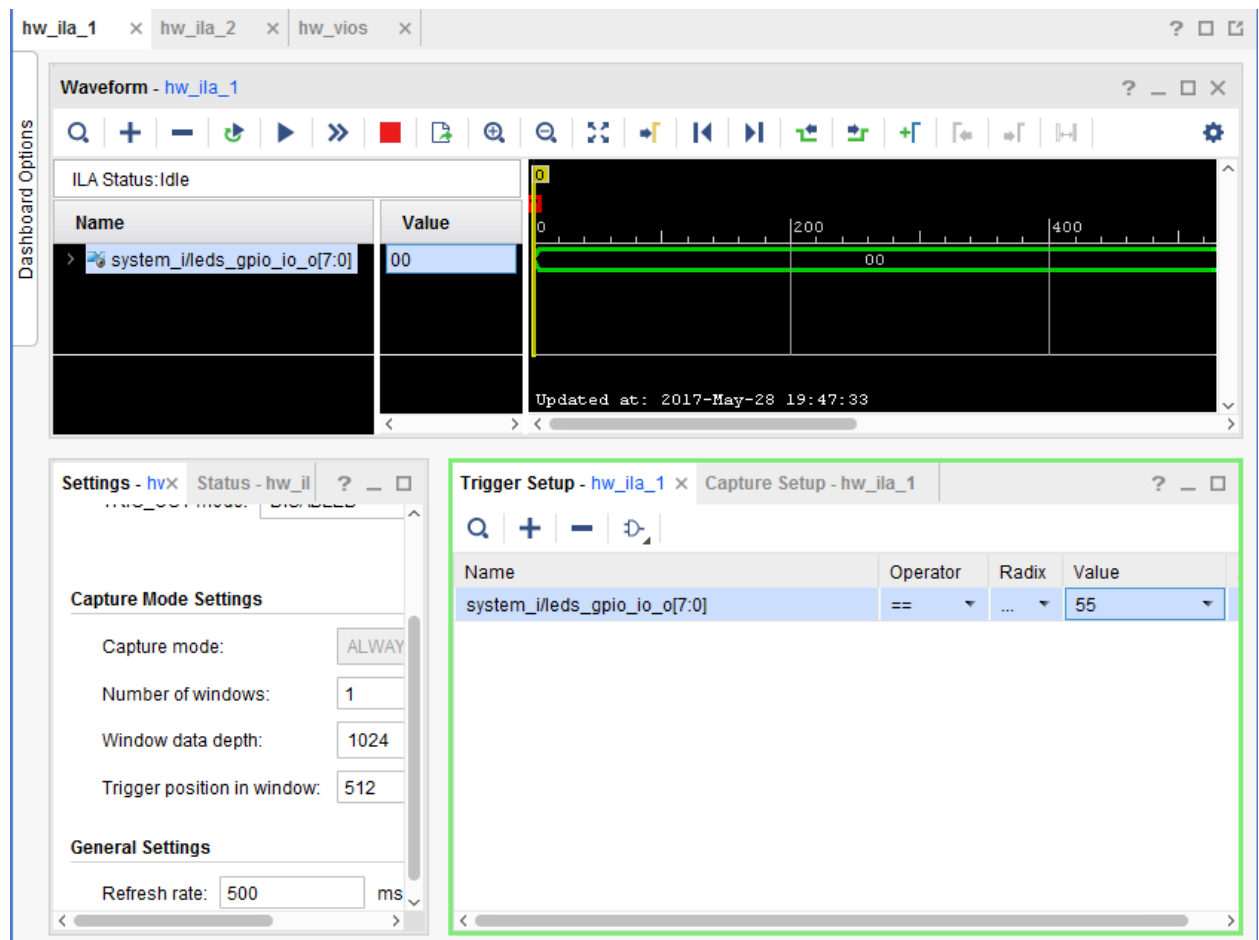 hw_ila_1 hw_ila_2 hw_vios
Dashboard Options
Waveform - hw_ila_1
ILA Status:Idle
Name Value
system_i/leds_gpio_io_o[7:0] 00
0
0 200 400
00
Updated at: 2017-May-28 19:47:33
Settings - hw Status - hw_il
Capture Mode Settings
Capture mode: ALWAY
Number of windows: 1
Window data depth: 1024
Trigger position in window: 512
General Settings
Refresh rate: 500 ms
Trigger Setup - hw_ila_1 Capture Setup - hw_ila_1
Name Operator Radix Value
system_i/leds_gpio_io_o[7:0] == ... 55